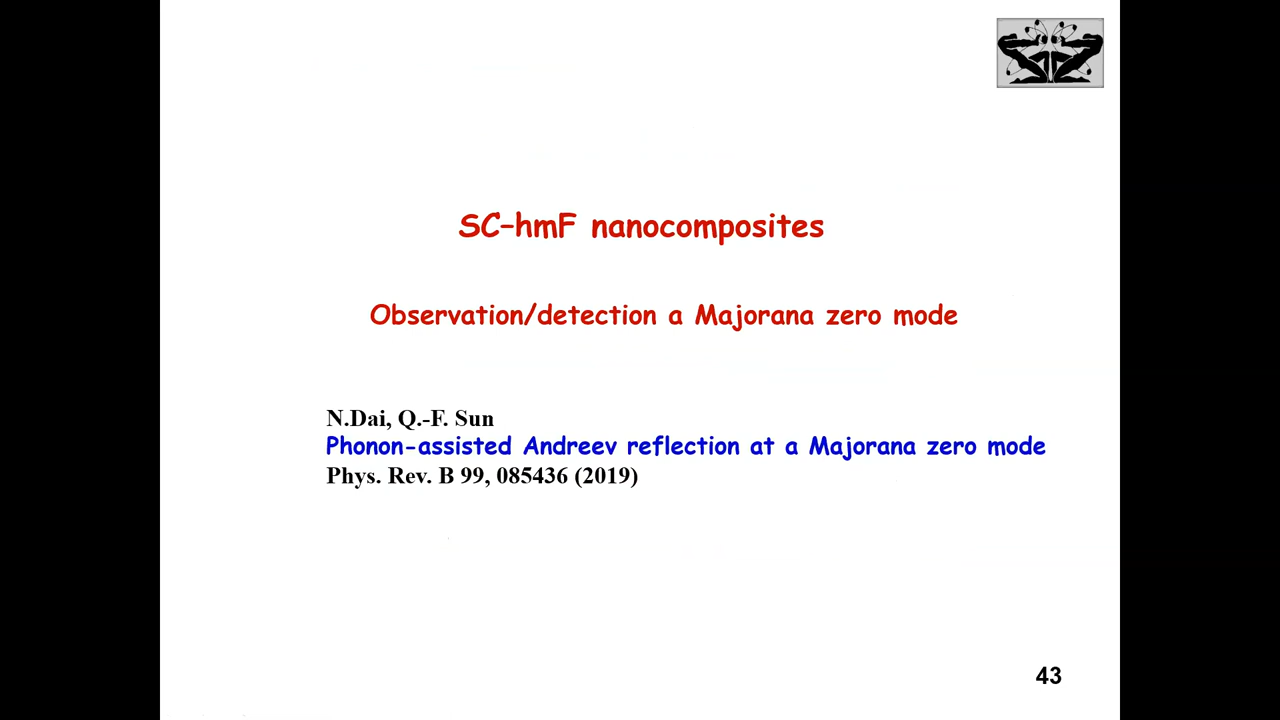 SC–hmF nanocomposites
Observation/detection a Majorana zero mode
N.Dai, Q.-F. Sun
Phonon-assisted Andreev reflection at a Majorana zero mode
Phys. Rev. B 99, 085436 (2019)
43